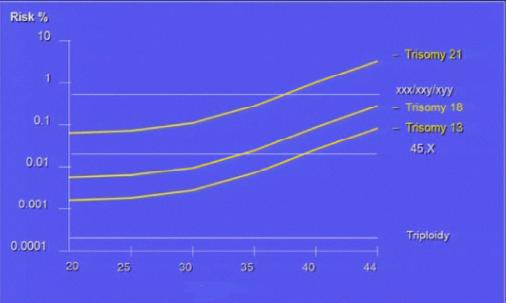 Risk %
10
1
0.1
0.01
0.001
0.0001
Trisomy 21
xxx/xxy/xyy
Trisomy 18
Trisomy 13
45,X
Triploidy
20 25 30 35 40 44